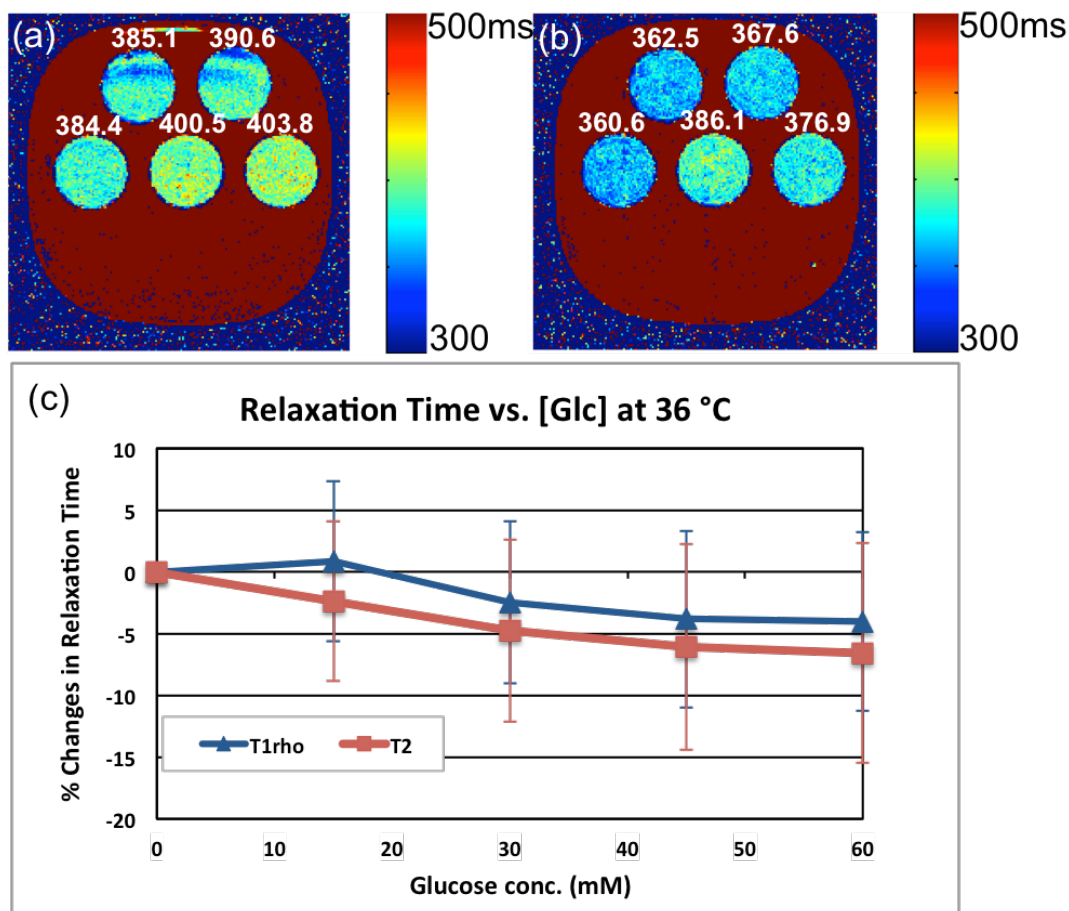 (a)
385.1 390.6
384.4 400.5 403.8
500ms
300
(b)
362.5 367.6
360.6 386.1 376.9
500ms
300
(c)
Relaxation Time vs. [Glc] at 36 °C
% Changes in Relaxation Time
10
5
0
-5
-10
-15
-20
T1rho T2
0 10 20 30 40 50 60
Glucose conc. (mM)